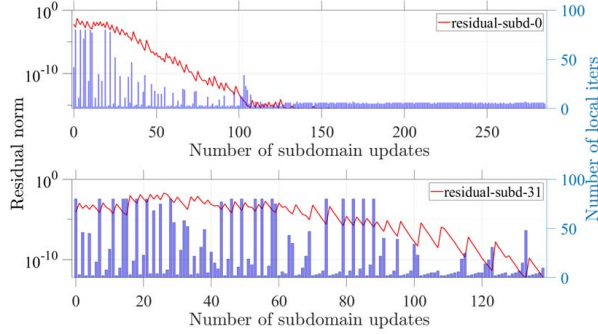 10^0
100
residual-subd-0
50
10^-10
0
0 50 100 150 200 250
Number of subdomain updates
Residual norm
Number of local iters
10^0
100
residual-subd-31
50
10^-10
0
0 20 40 60 80 100 120
Number of subdomain updates